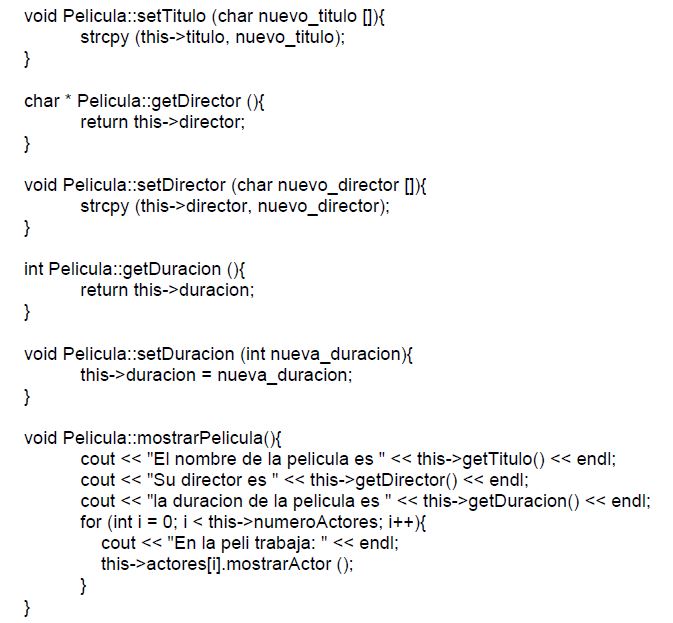 void Pelicula::setTitulo (char nuevo_titulo []){
strcpy (this->titulo, nuevo_titulo);
}
char * Pelicula::getDirector (){
return this->director;
}
void Pelicula::setDirector (char nuevo_director []){
strcpy (this->director, nuevo_director);
}
int Pelicula::getDuracion (){
return this->duracion;
}
void Pelicula::setDuracion (int nueva_duracion){
this->duracion = nueva_duracion;
}
void Pelicula::mostrarPelicula(){
cout << "El nombre de la pelicula es " << this->getTitulo() << endl;
cout << "Su director es " << this->getDirector() << endl;
cout << "la duracion de la pelicula es " << this->getDuracion() << endl;
for (int i = 0; i < this->numeroActores; i++){
cout << "En la peli trabaja: " << endl;
this->actores[i].mostrarActor ();
}
}